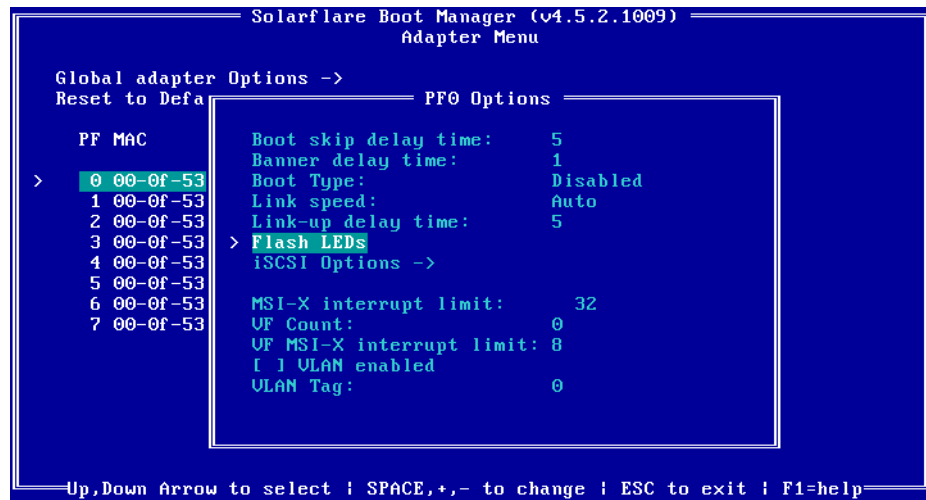 Solarflare Boot Manager (v4.5.2.1009)
Adapter Menu
Global adapter Options ->
Reset to Defa
PF MAC
> 0 00-0f-53
1 00-0f-53
2 00-0f-53
3 00-0f-53
4 00-0f-53
5 00-0f-53
6 00-0f-53
7 00-0f-53
PF0 Options
Boot skip delay time: 5
Banner delay time: 1
Boot Type: Disabled
Link speed: Auto
Link-up delay time: 5
> Flash LEDs
iSCSI Options ->
MSI-X interrupt limit: 32
VF Count: 0
VF MSI-X interrupt limit: 8
[ ] VLAN enabled
VLAN Tag: 0
Up,Down Arrow to select ¦ SPACE,+,- to change ¦ ESC to exit ¦ F1=help